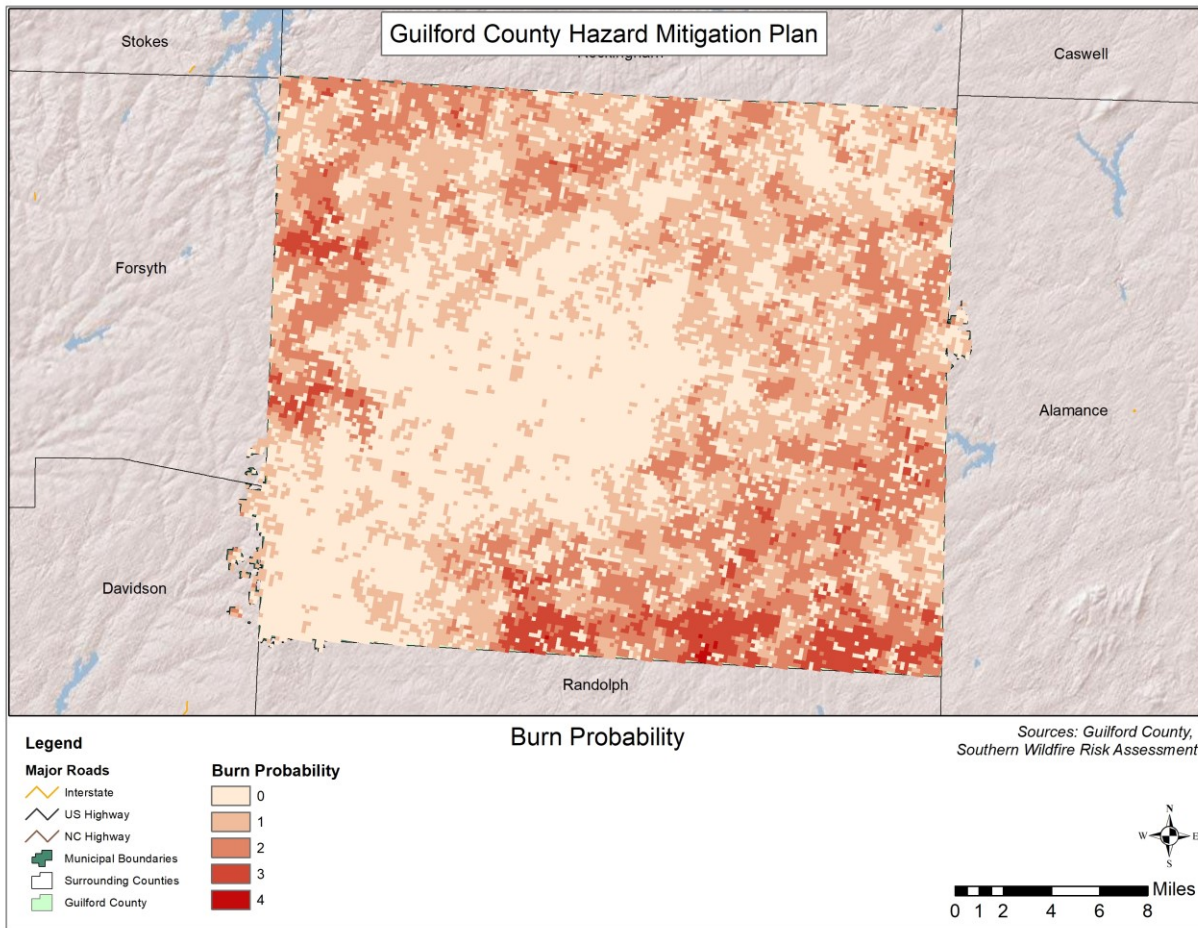 Guilford County Hazard Mitigation Plan
Stokes
Rockingham
Caswell
Forsyth
Alamance
Davidson
Randolph
Burn Probability
Sources: Guilford County,
Southern Wildfire Risk Assessment
Legend
Major Roads
Interstate
US Highway
NC Highway
Municipal Boundaries
Surrounding Counties
Guilford County
Burn Probability
0
1
2
3
4
N
W E
S
Miles
0 1 2 4 6 8